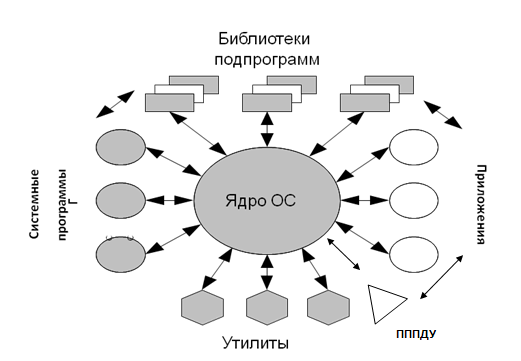 Библиотеки
подпрограмм
Системные
программы
Ядро ОС
Приложения
ПППДУ
Утилиты